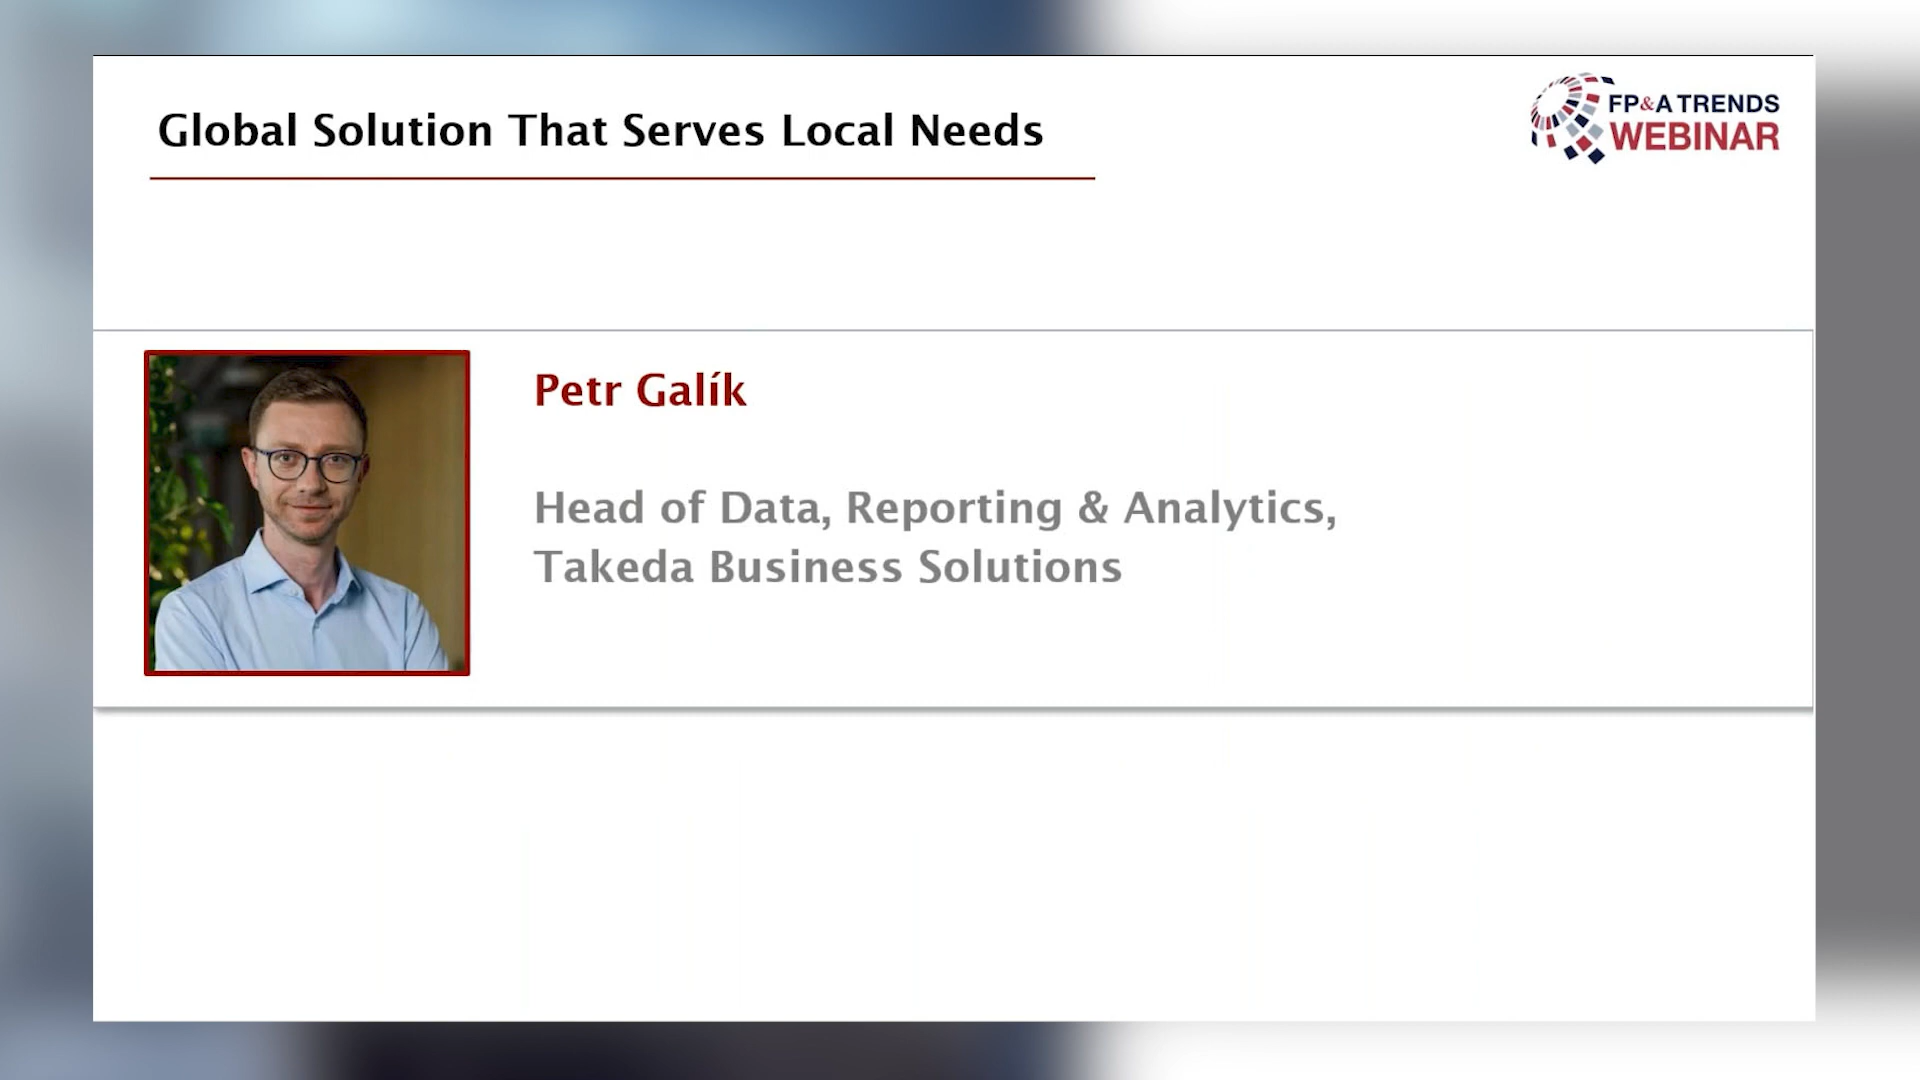 Global Solution That Serves Local Needs
FP&A TRENDS
WEBINAR
Petr Galík
Head of Data, Reporting & Analytics,
Takeda Business Solutions